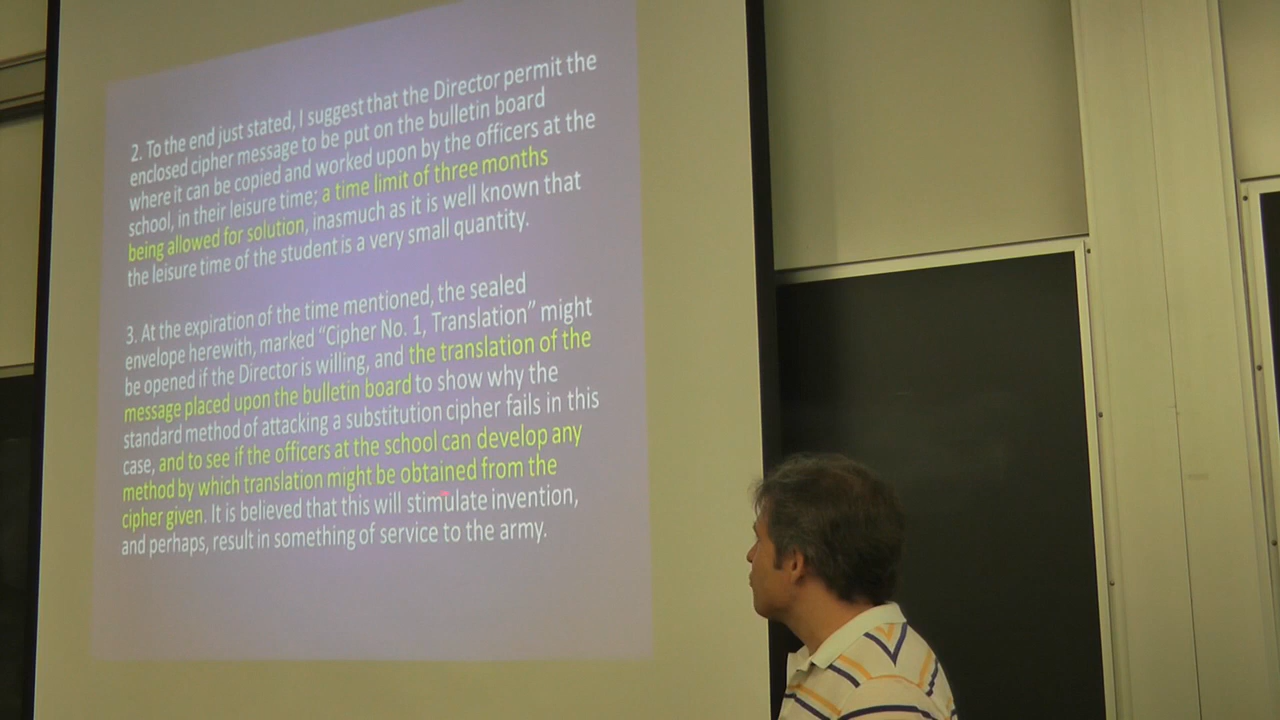 2. To the end just stated, I suggest that the Director permit the
enclosed cipher message to be put on the bulletin board
where it can be copied and worked upon by the officers at the
school, in their leisure time; a time limit of three months
being allowed for solution, inasmuch as it is well known that
the leisure time of the student is a very small quantity.
3. At the expiration of the time mentioned, the sealed
envelope herewith, marked “Cipher No. 1, Translation” might
be opened if the Director is willing, and the translation of the
message placed upon the bulletin board to show why the
standard method of attacking a substitution cipher fails in this
case, and to see if the officers at the school can develop any
method by which translation might be obtained from the
cipher given. It is believed that this will stimulate invention,
and perhaps, result in something of service to the army.